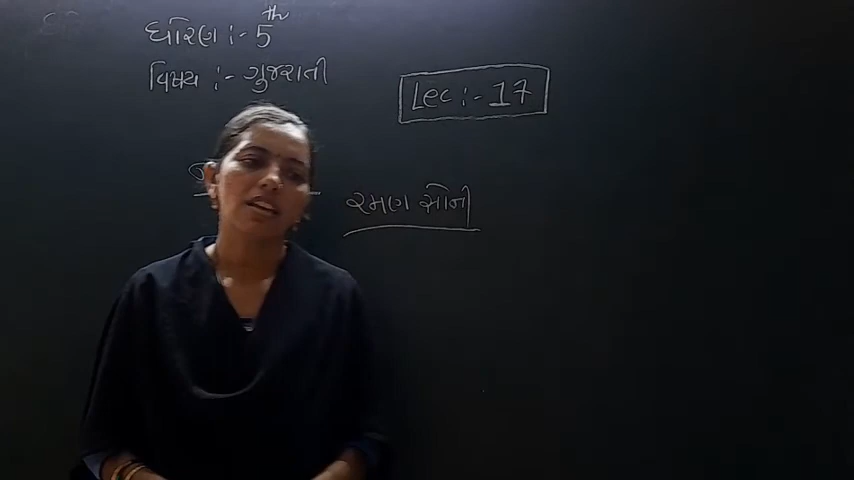 ધોરણ :- 5th
વિષય :- ગુજરાતી
Lec :- 17
રમણ સોની